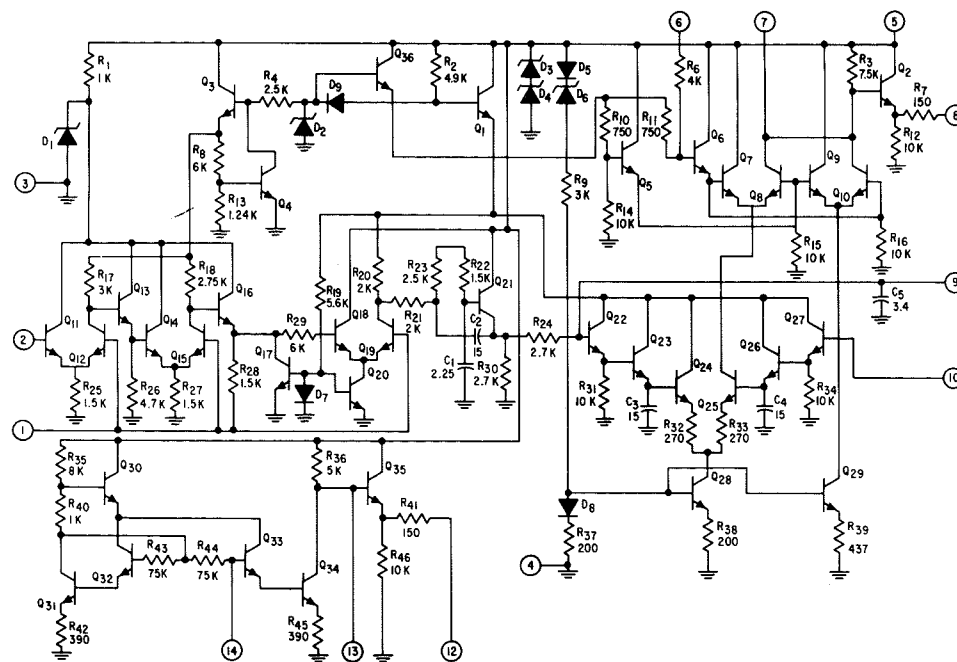 6
7
5
R1
1K
Q3
R4
2.5K
D9
Q36
R2
4.9K
D3
D4
D5
D6
R6
4K
R3
7.5K
Q2
R7
150
8
D1
D2
Q1
R10
750
R11
750
Q6
R12
10K
3
R8
6K
Q4
R13
1.24K
R9
3K
Q5
Q7
Q8
Q9
Q10
R14
10K
R15
10K
R16
10K
R17
3K
Q13
R18
2.75K
Q16
R19
5.6K
R20
2K
R23
2.5K
R22
1.5K
Q21
Q11
Q14
Q18
R21
2K
C2
15
R24
2.7K
Q22
Q27
C5
3.4
9
2
Q12
Q15
R29
6K
Q17
Q19
Q23
Q26
Q24
R25
1.5K
R26
4.7K
R27
1.5K
R28
1.5K
D7
Q20
C1
2.25
R30
2.7K
R31
10K
C3
15
Q25
C4
15
R34
10K
10
1
R32
270
R33
270
R35
8K
Q30
R36
5K
Q35
Q28
Q29
R40
1K
R41
150
D8
R37
200
R38
200
R39
437
R43
75K
R44
75K
Q33
Q34
R46
10K
4
Q32
Q31
R42
390
R45
390
14
13
12